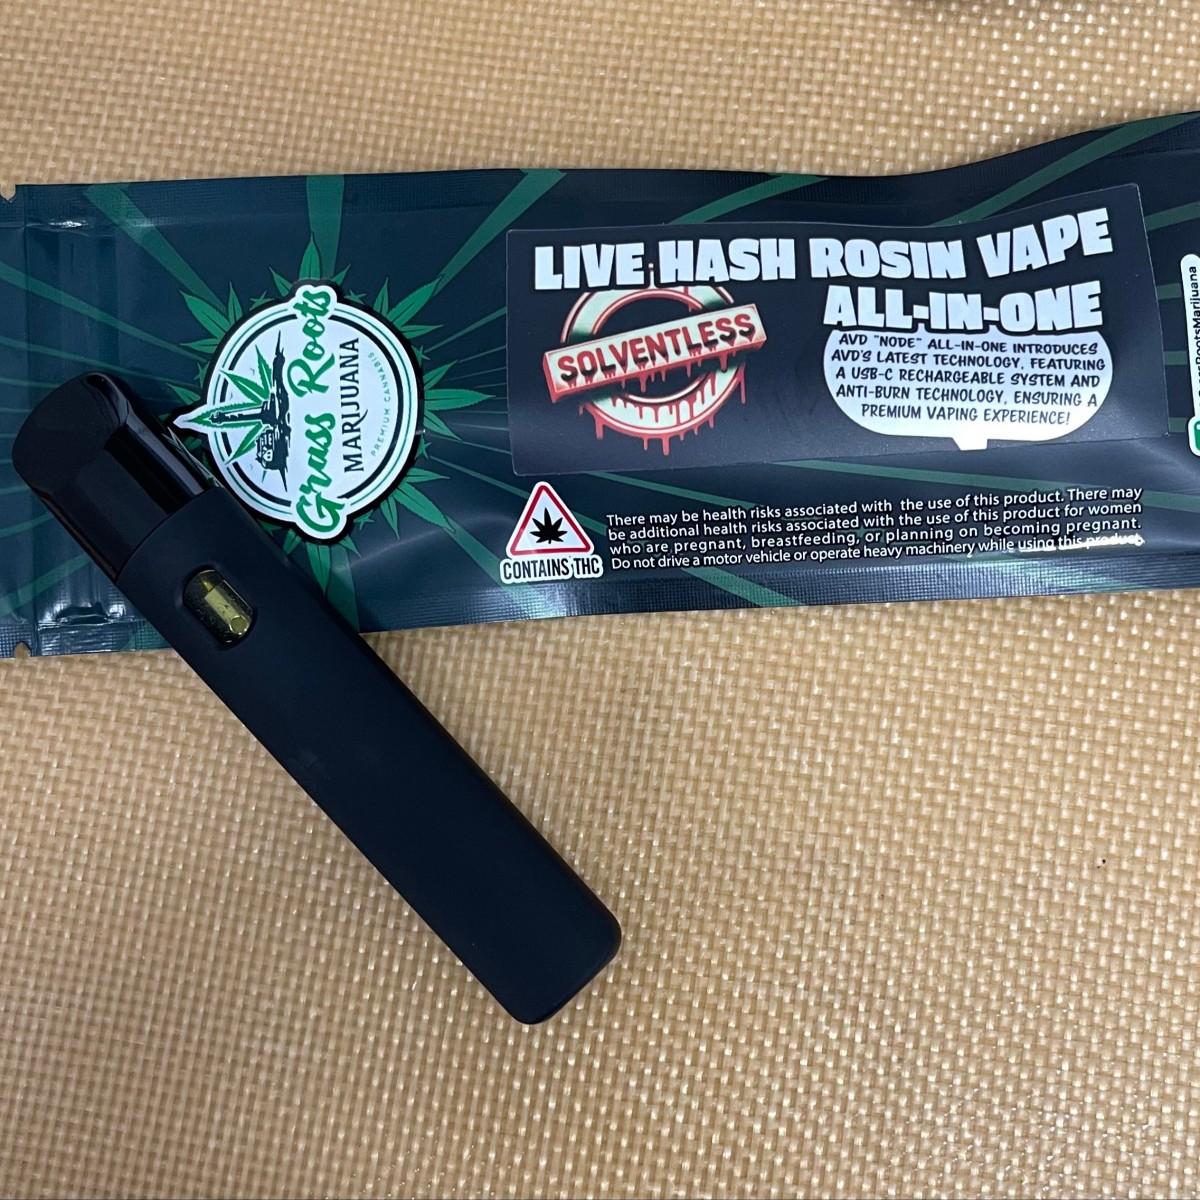 Grass Roots
MARIJUANA
PREMIUM CANNABIS
LIVE HASH ROSIN VAPE
ALL-IN-ONE
SOLVENTLESS
AVD "NODE" ALL-IN-ONE INTRODUCES
AVD'S LATEST TECHNOLOGY, FEATURING
A USB-C RECHARGEABLE SYSTEM AND
ANTI-BURN TECHNOLOGY, ENSURING A
PREMIUM VAPING EXPERIENCE!
CONTAINS THC
There may be health risks associated with the use of this product. There may
be additional health risks associated with the use of this product for women
who are pregnant, breastfeeding, or planning on becoming pregnant.
Do not drive a motor vehicle or operate heavy machinery while using this product.